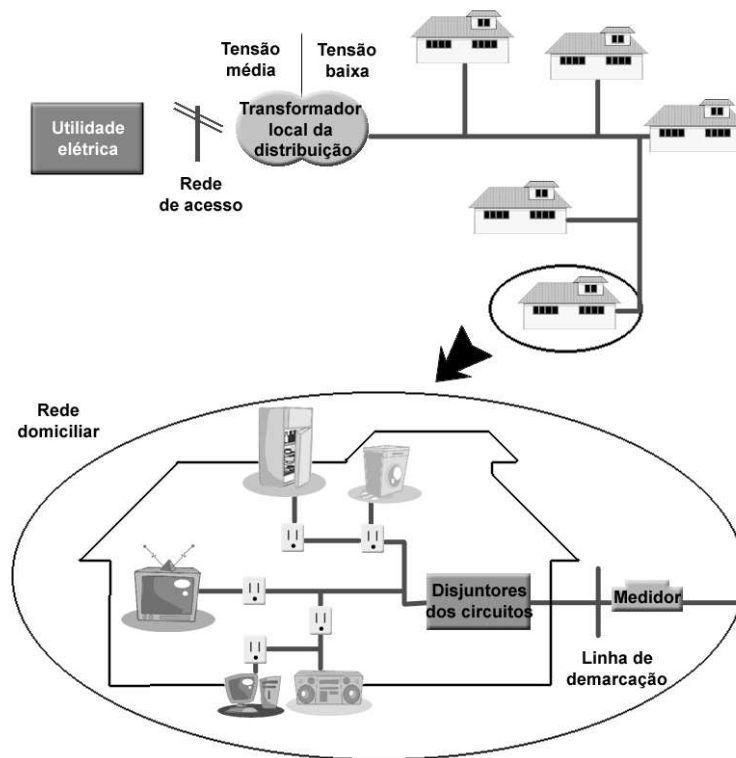 Tensão
média
Tensão
baixa
Utilidade
elétrica
Transformador
local da
distribuição
Rede
de acesso
Rede
domiciliar
Disjuntores
dos circuitos
Medidor
Linha de
demarcação